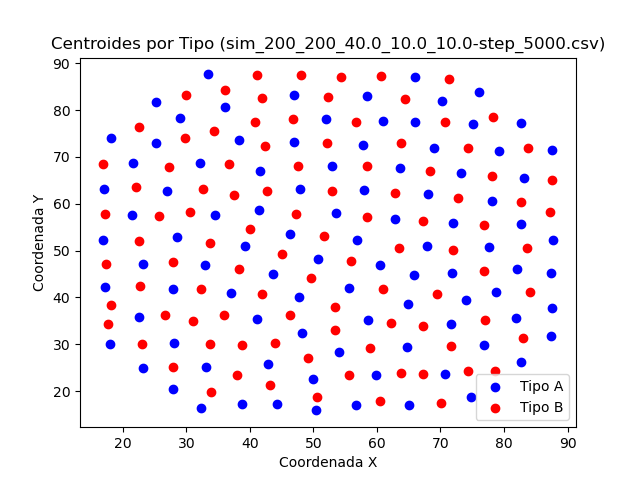 Centroides por Tipo (sim_200_200_40.0_10.0_10.0-step_5000.csv)
90
80
70
60
50
40
30
20
Coordenada Y
Tipo A
Tipo B
20 30 40 50 60 70 80 90
Coordenada X